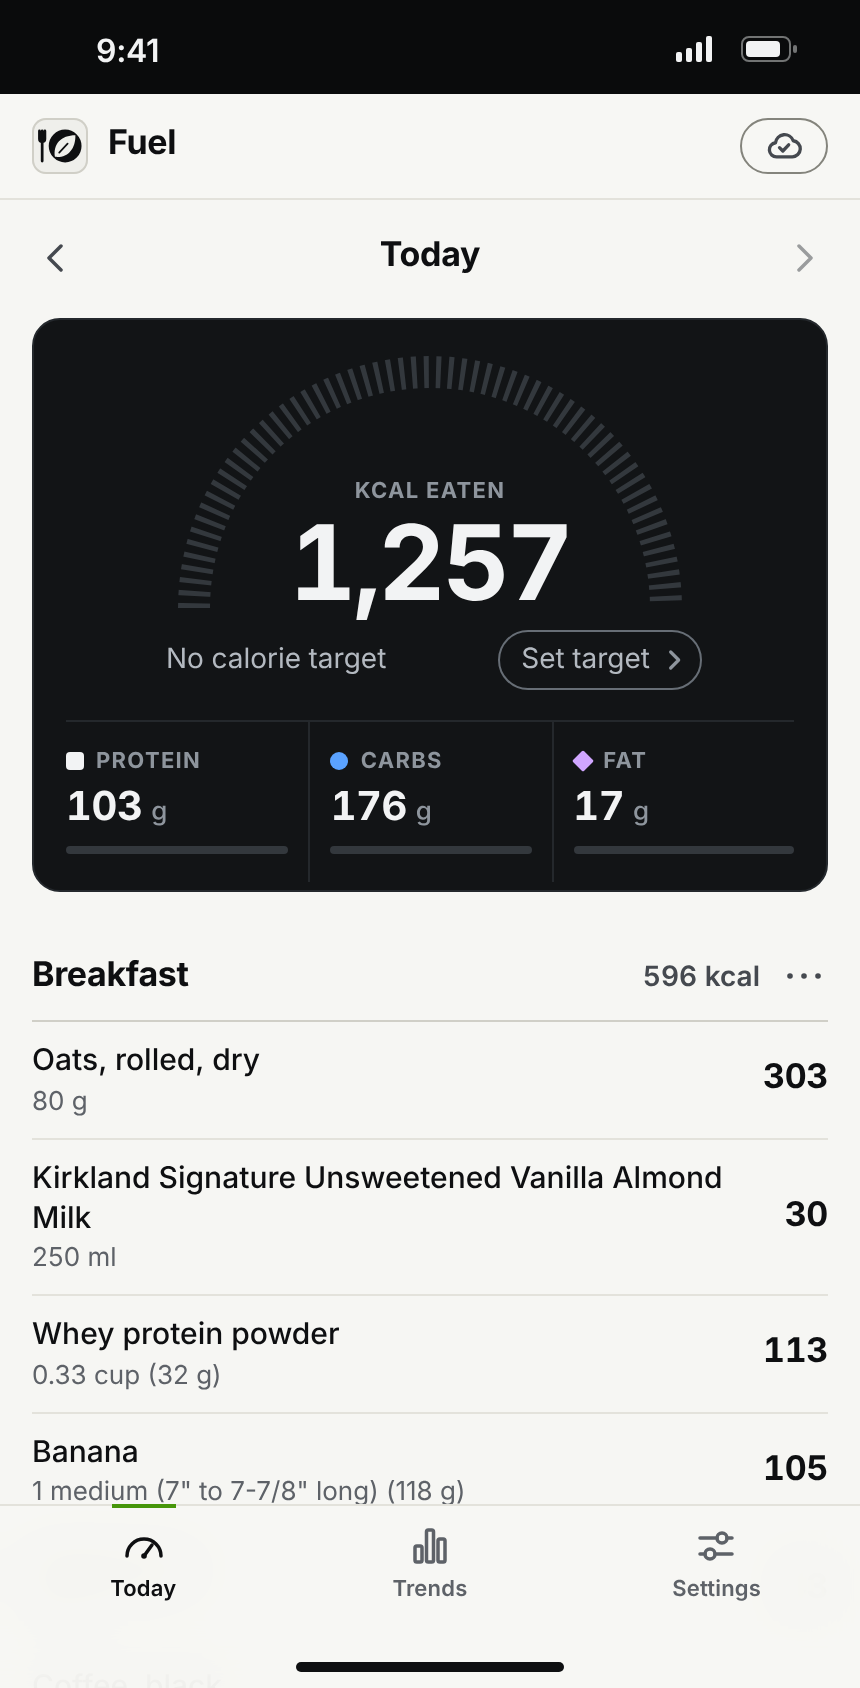 9:41
Fuel
Today
KCAL EATEN
1,257
No calorie target
Set target
PROTEIN
103 g
CARBS
176 g
FAT
17 g
Breakfast
596 kcal
Oats, rolled, dry
80 g
303
Kirkland Signature Unsweetened Vanilla Almond
Milk
250 ml
30
Whey protein powder
0.33 cup (32 g)
113
Banana
1 medium (7" to 7-7/8" long) (118 g)
105
Today
Trends
Settings
Coffee, black